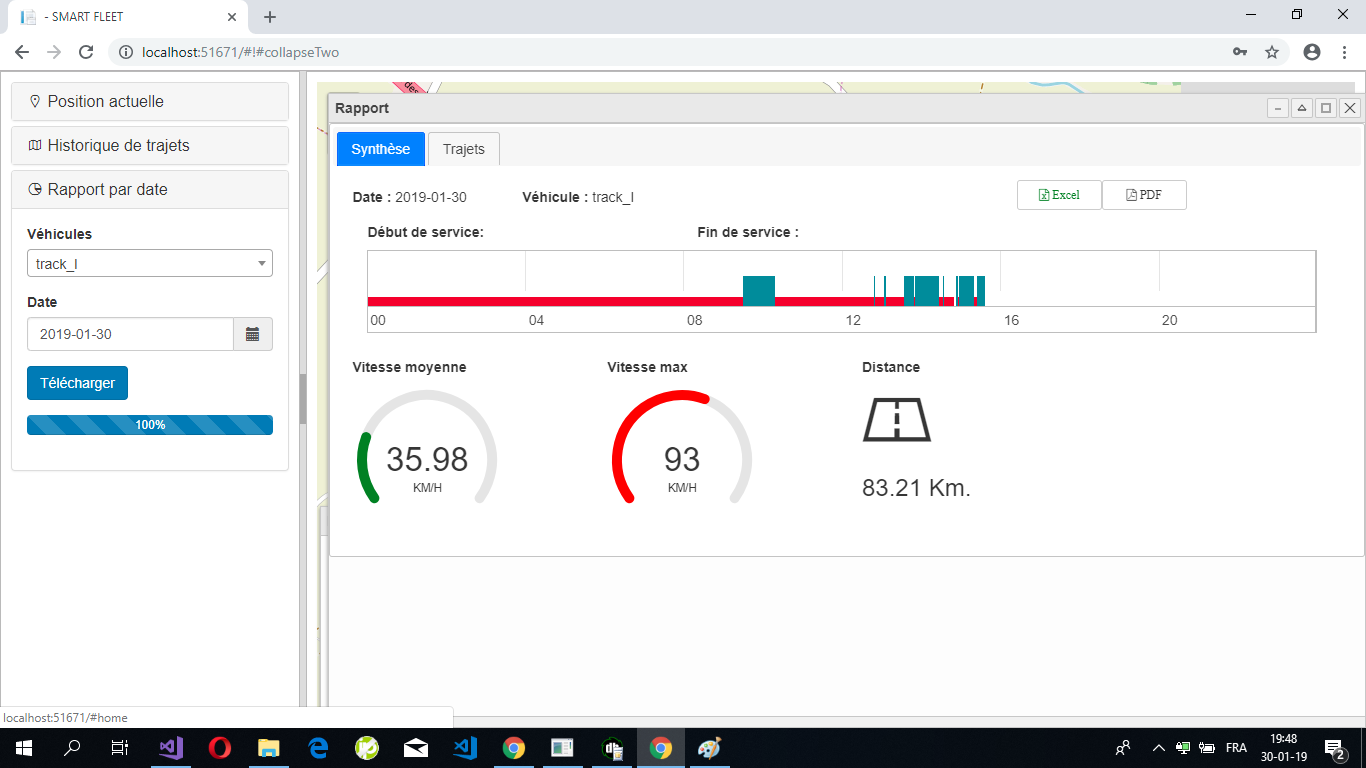 - SMART FLEET
localhost:51671/#!#collapseTwo
Position actuelle
Historique de trajets
Rapport par date
Véhicules
track_I
Date
2019-01-30
Télécharger
100%
des
Rapport
Synthèse Trajets
Date : 2019-01-30 Véhicule : track_I Excel PDF
Début de service: Fin de service :
00 04 08 12 16 20
Vitesse moyenne Vitesse max Distance
35.98 93
KM/H KM/H
83.21 Km.
localhost:51671/#home
FRA
19:48
30-01-19
2